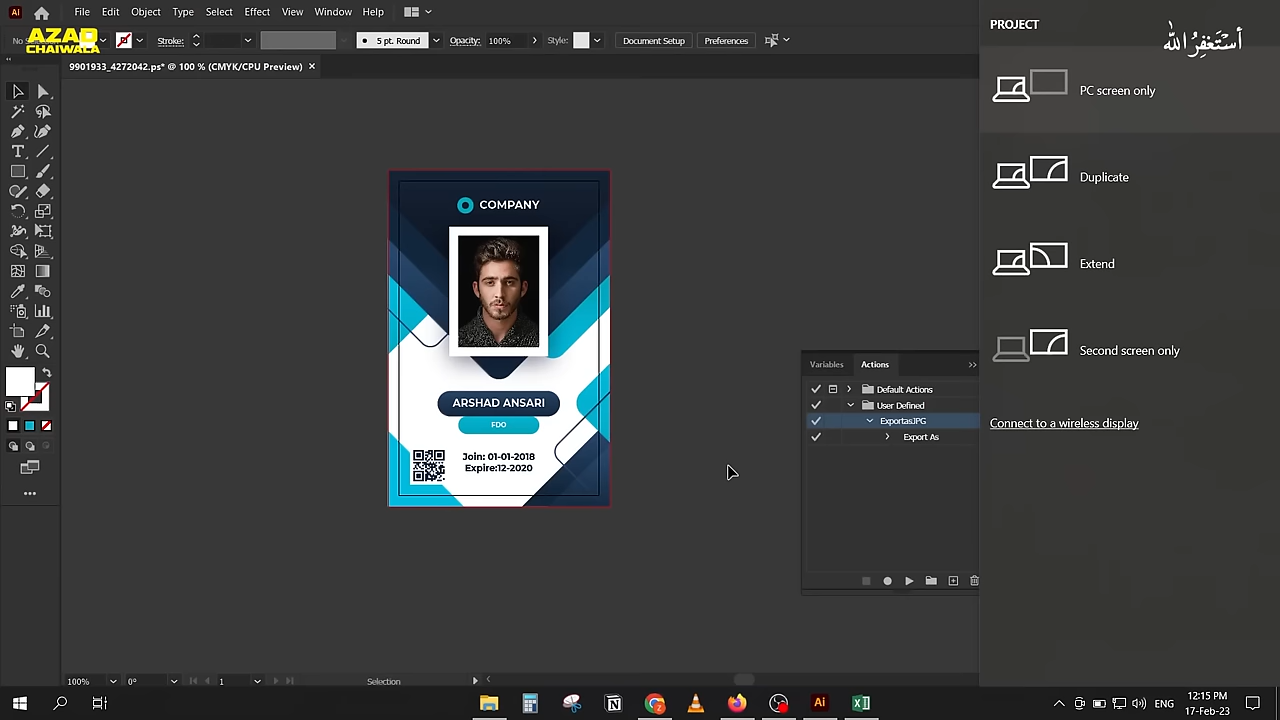 File Edit Object Type Select Effect View Window Help
AZAD
CHAIWALA
Stroke:
5 pt. Round
Opacity: 100%
Style:
Document Setup
Preferences
9901933_4272042.ps* @ 100 % (CMYK/CPU Preview)
COMPANY
ARSHAD ANSARI
FDO
Join: 01-01-2018
Expire:12-2020
Variables Actions
Default Actions
User Defined
ExportasJPG
Export As
PROJECT
أستغفر الله
PC screen only
Duplicate
Extend
Second screen only
Connect to a wireless display
100% 0° 1 Selection
Ai
ENG
12:15 PM
17-Feb-23